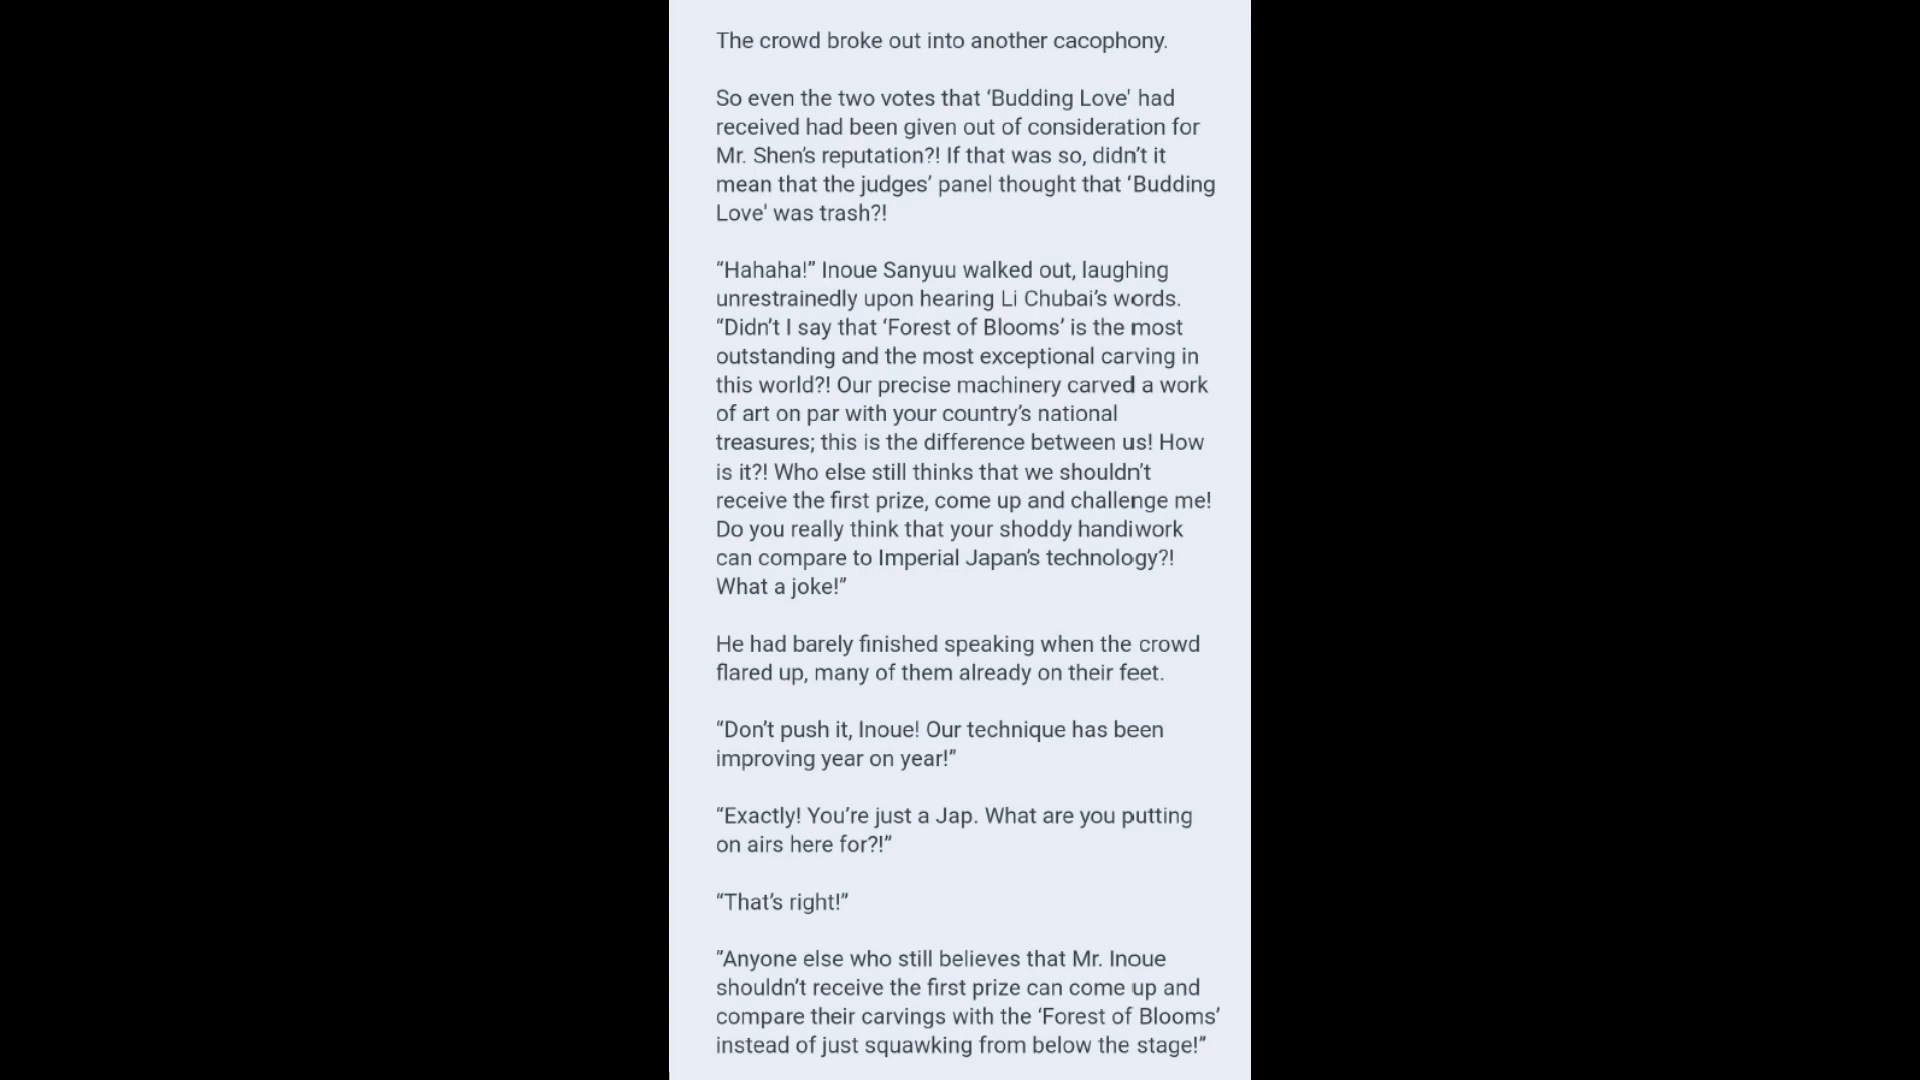 The crowd broke out into another cacophony.
So even the two votes that ‘Budding Love' had
received had been given out of consideration for
Mr. Shen’s reputation?! If that was so, didn’t it
mean that the judges’ panel thought that ‘Budding
Love' was trash?!
“Hahaha!” Inoue Sanyuu walked out, laughing
unrestrainedly upon hearing Li Chubai’s words.
“Didn’t I say that ‘Forest of Blooms’ is the most
outstanding and the most exceptional carving in
this world?! Our precise machinery carved a work
of art on par with your country’s national
treasures; this is the difference between us! How
is it?! Who else still thinks that we shouldn’t
receive the first prize, come up and challenge me!
Do you really think that your shoddy handiwork
can compare to Imperial Japan’s technology?!
What a joke!”
He had barely finished speaking when the crowd
flared up, many of them already on their feet.
“Don’t push it, Inoue! Our technique has been
improving year on year!”
“Exactly! You’re just a Jap. What are you putting
on airs here for?!”
“That’s right!”
”Anyone else who still believes that Mr. Inoue
shouldn’t receive the first prize can come up and
compare their carvings with the ‘Forest of Blooms’
instead of just squawking from below the stage!”